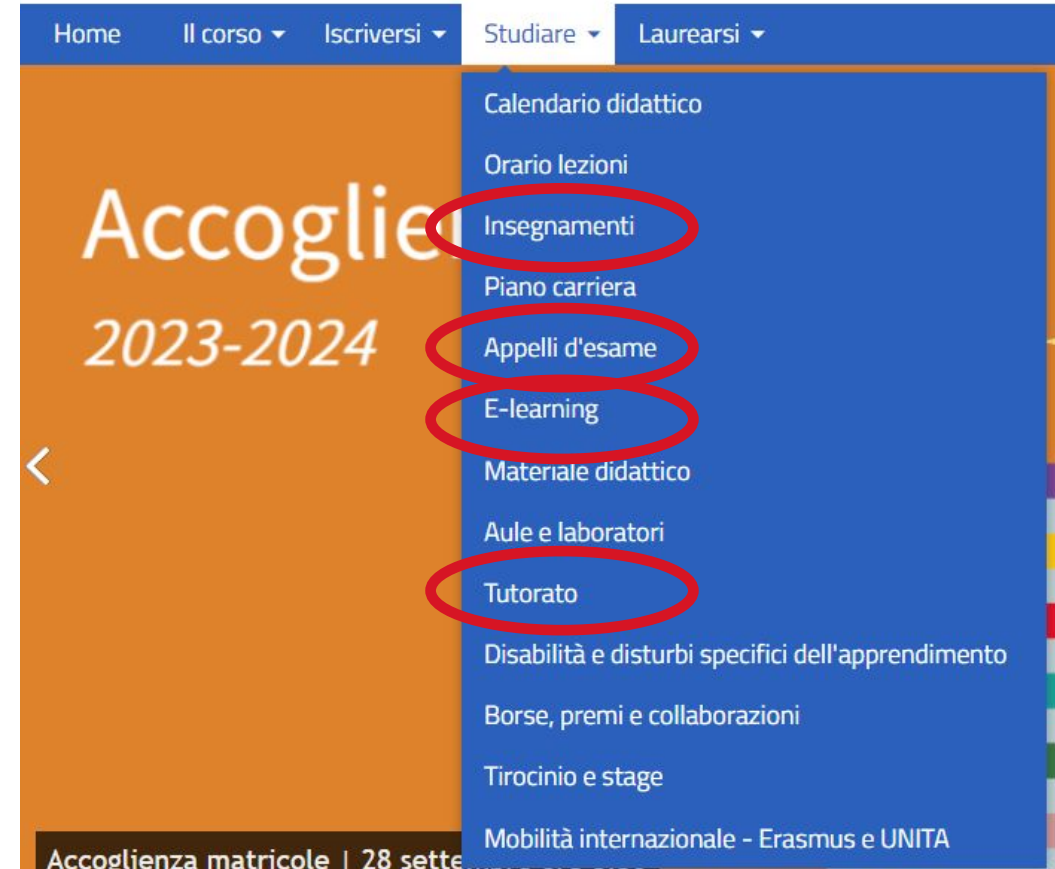 Home Il corso Iscriversi Studiare Laurearsi
Calendario didattico
Orario lezioni
Insegnamenti
Piano carriera
Appelli d'esame
E-learning
Materiale didattico
Aule e laboratori
Tutorato
Disabilità e disturbi specifici dell'apprendimento
Borse, premi e collaborazioni
Tirocinio e stage
Mobilità internazionale - Erasmus e UNITA
2023-2024
Accoglienza matricole | 28